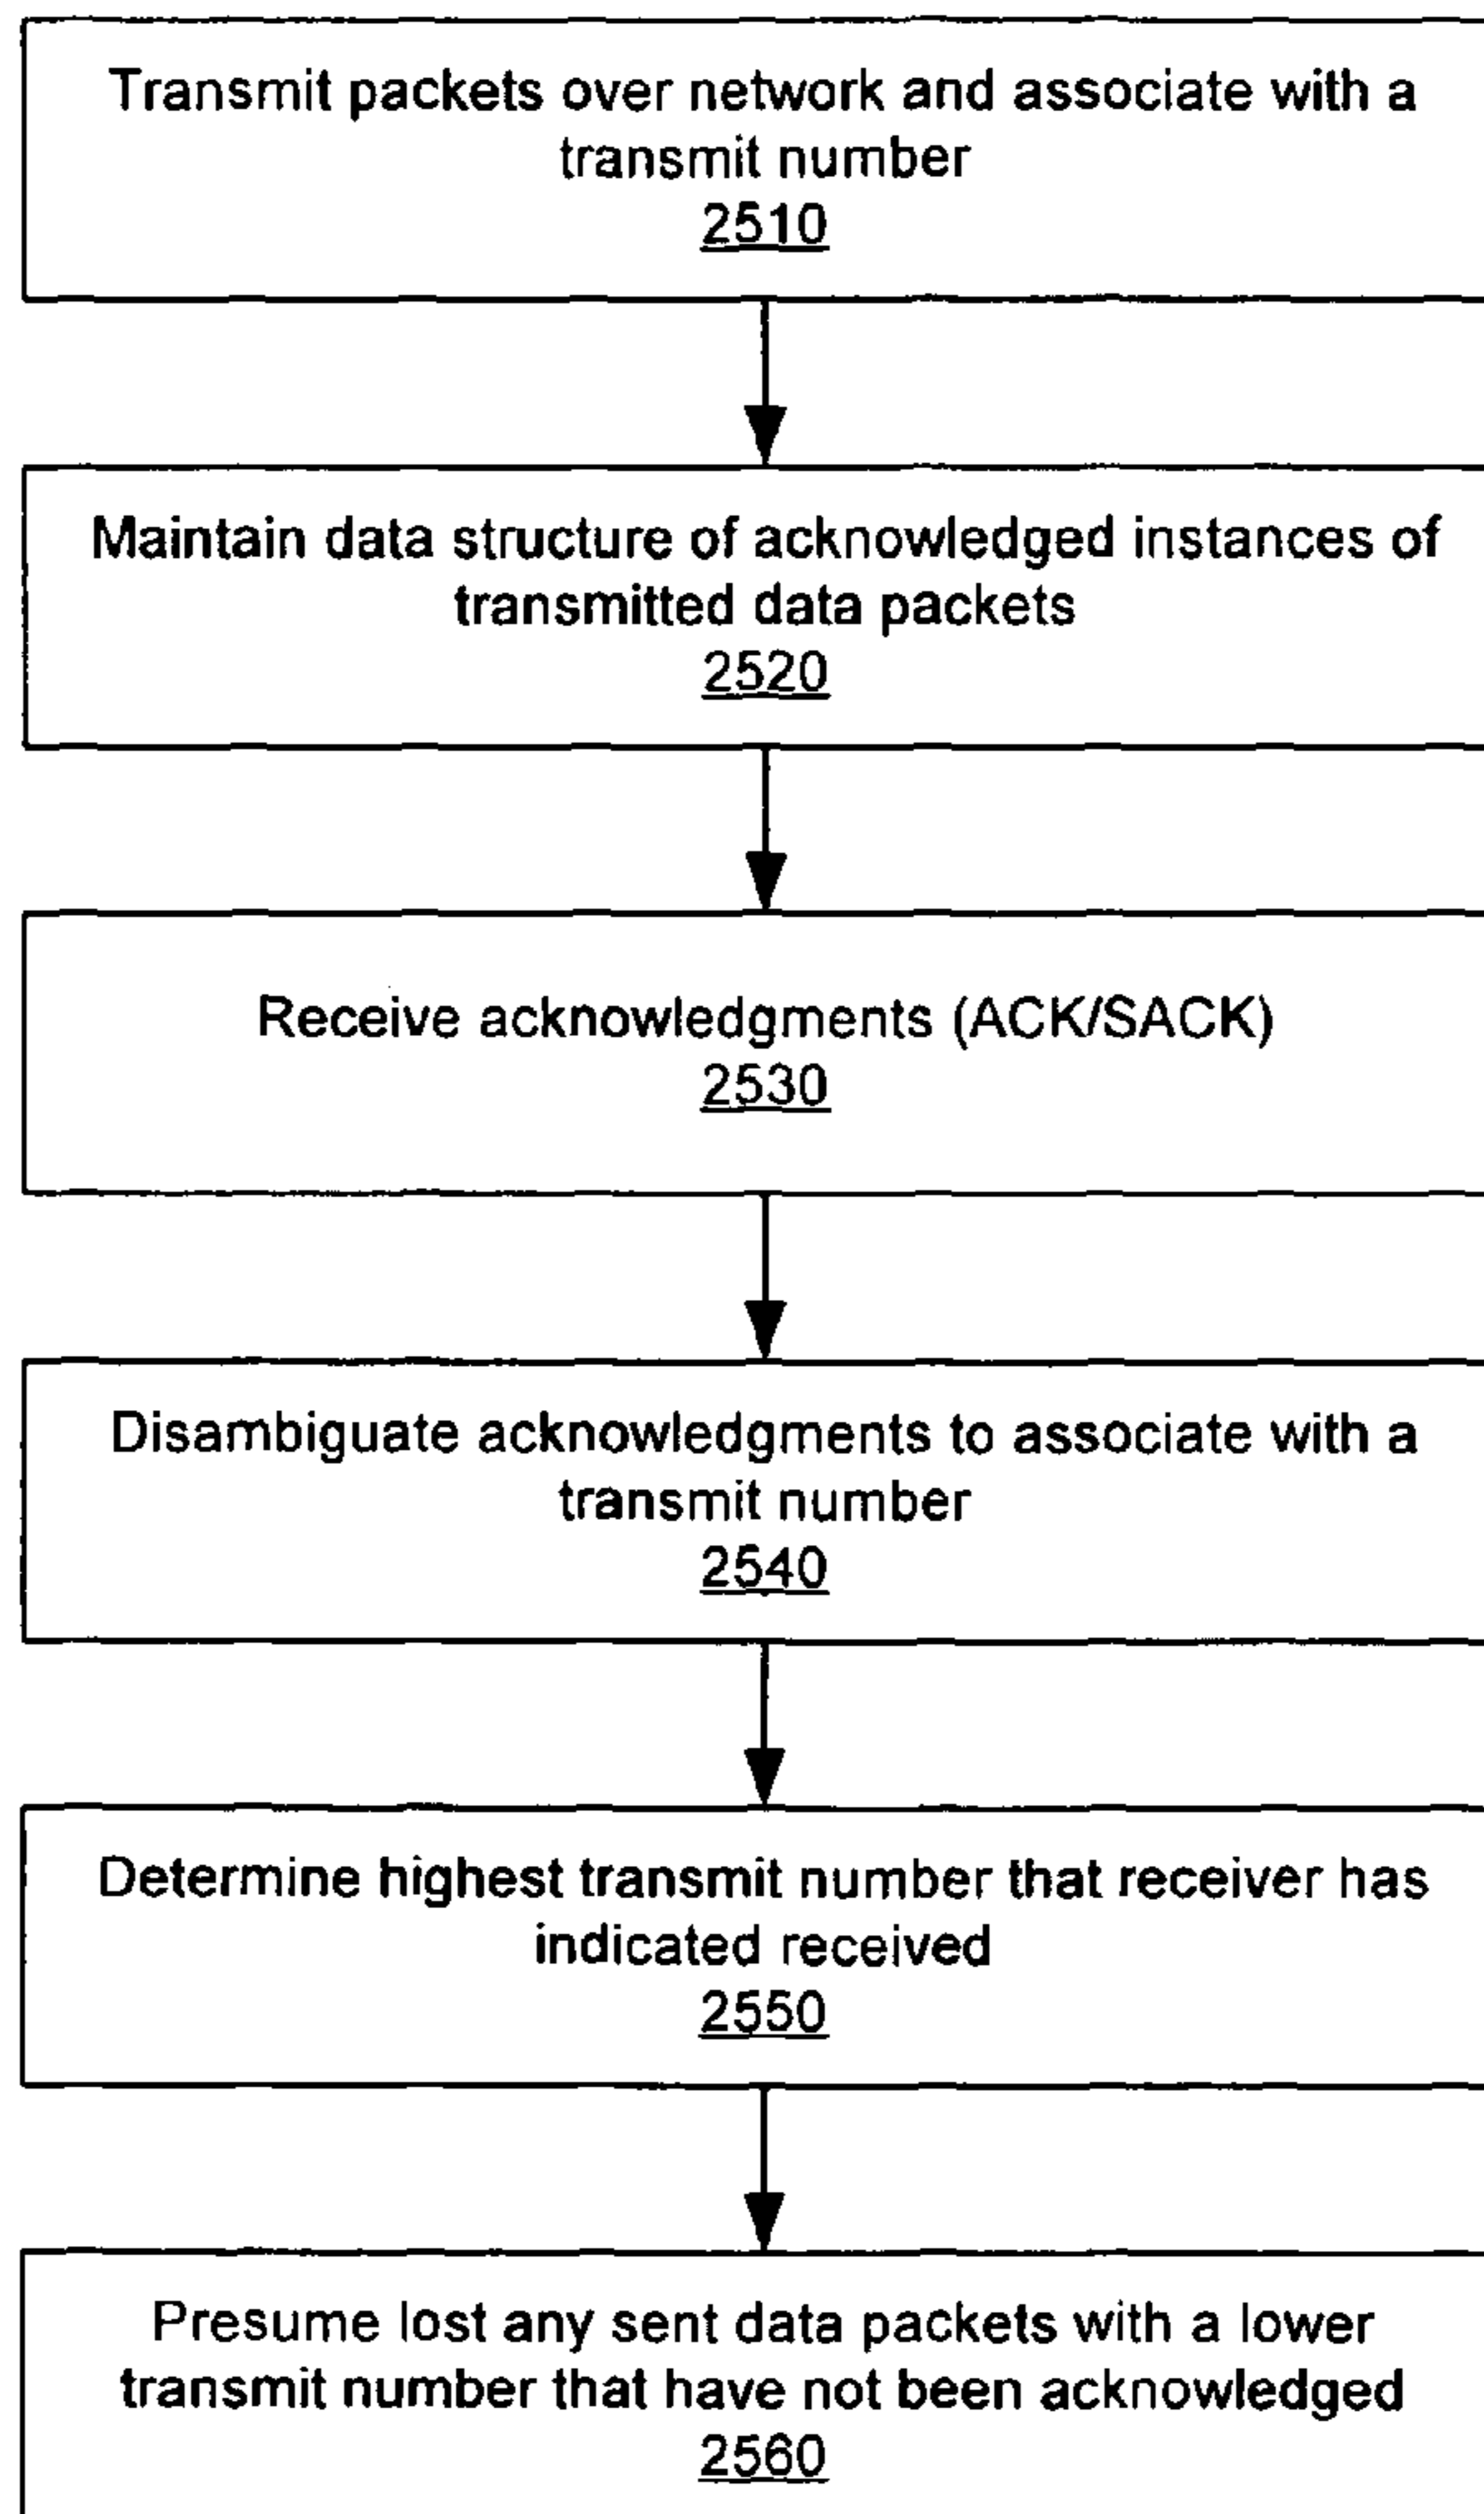 Transmit packets over network and associate with a
transmit number
2510
Maintain data structure of acknowledged instances of
transmitted data packets
2520
Receive acknowledgments (ACK/SACK)
2530
Disambiguate acknowledgments to associate with a
transmit number
2540
Determine highest transmit number that receiver has
indicated received
2550
Presume lost any sent data packets with a lower
transmit number that have not been acknowledged
2560